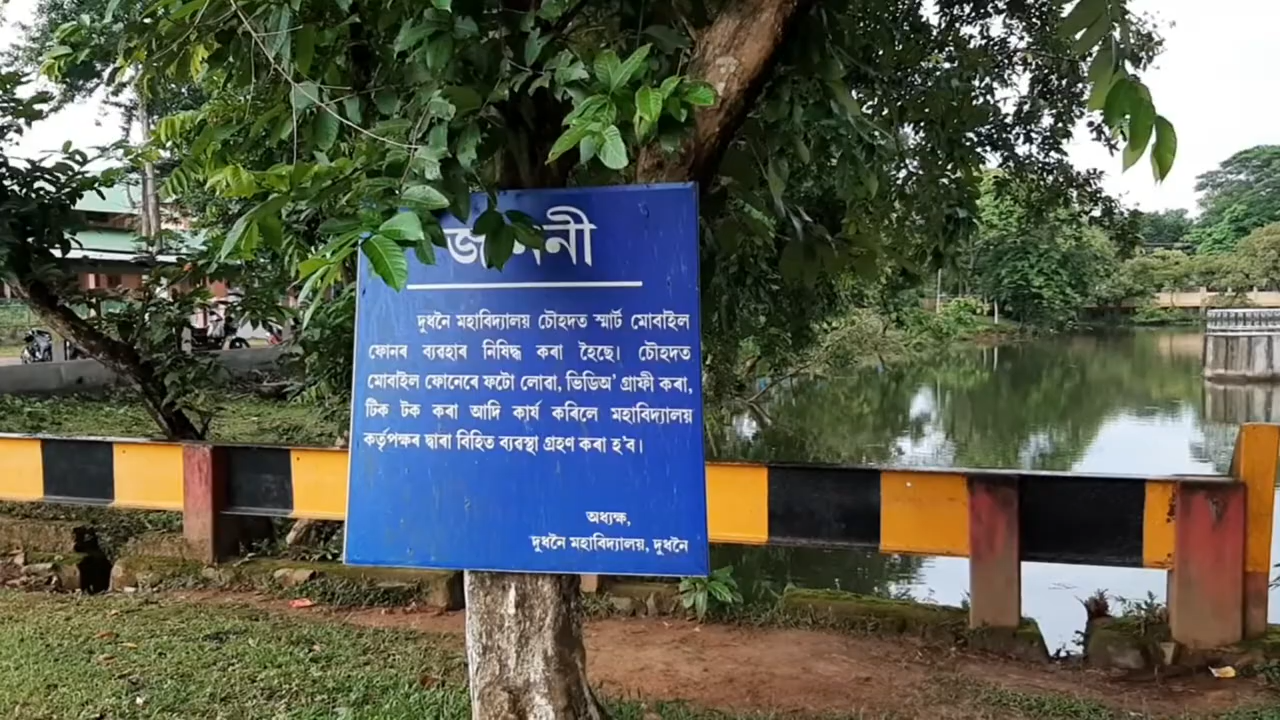 দুধনৈ মহাবিদ্যালয় চৌহদত স্মাৰ্ট মোবাইল
ফোনৰ ব্যৱহাৰ নিষিদ্ধ কৰা হৈছে। চৌহদত
মোবাইল ফোনেৰে ফটো লোৱা, ভিডিঅ' গ্ৰাফী কৰা,
টিক টক কৰা আদি কাৰ্য কৰিলে মহাবিদ্যালয়
কৰ্তৃপক্ষৰ দ্বাৰা বিহিত ব্যৱস্থা গ্ৰহণ কৰা হ'ব।
অধ্যক্ষ,
দুধনৈ মহাবিদ্যালয়, দুধনৈ